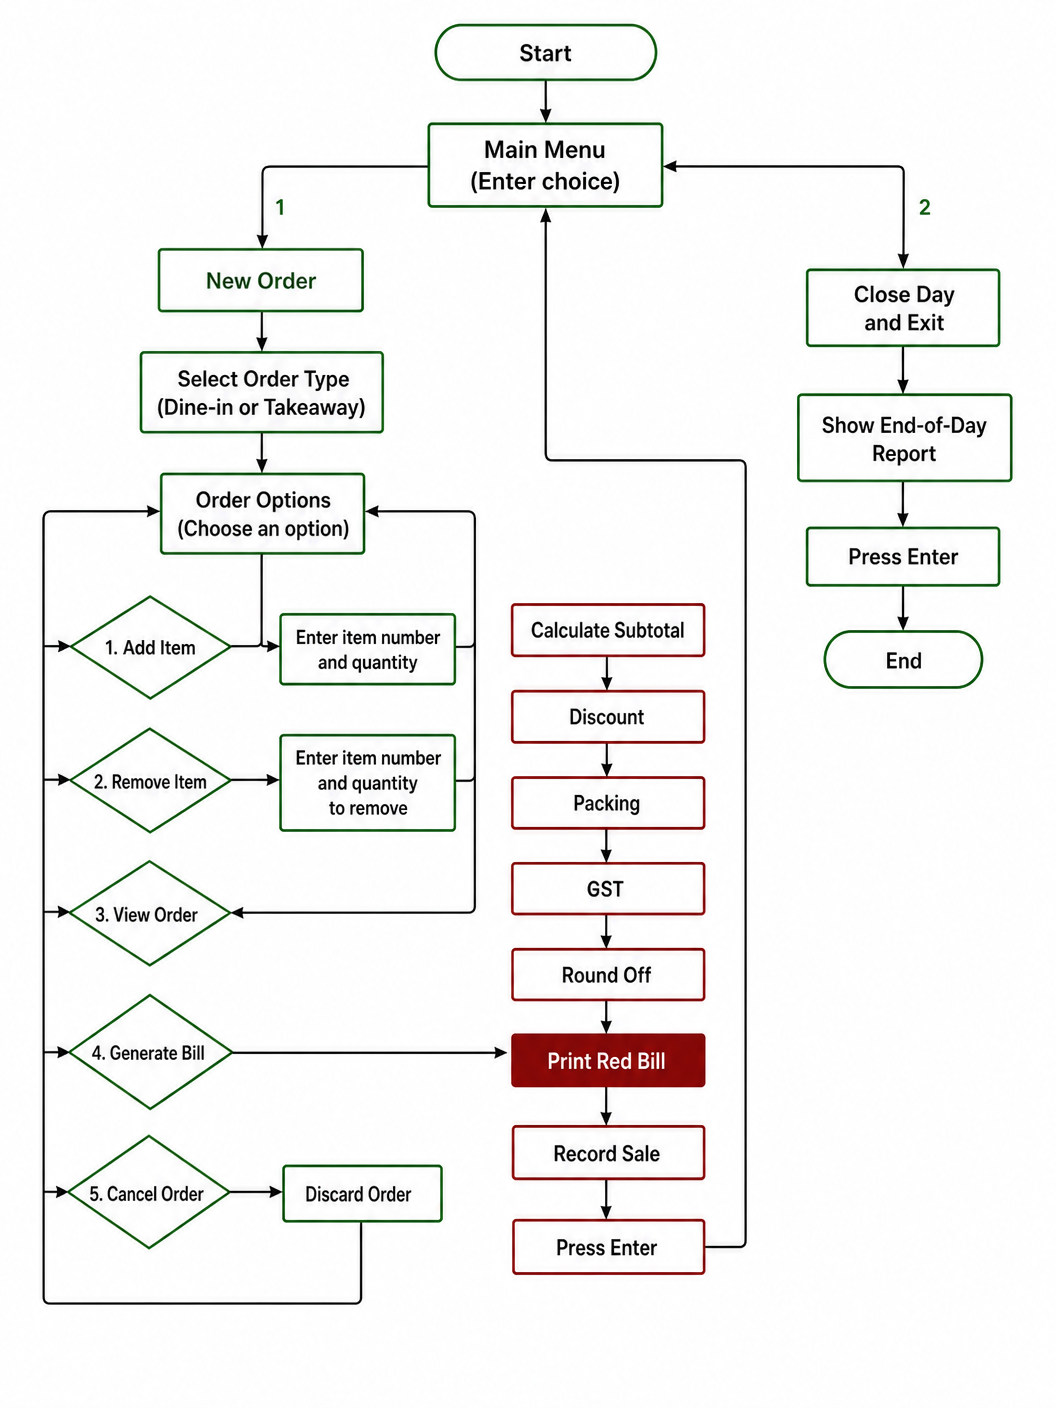 Start
Main Menu
(Enter choice)
1
2
New Order
Close Day
and Exit
Select Order Type
(Dine-in or Takeaway)
Show End-of-Day
Report
Order Options
(Choose an option)
Press Enter
End
1. Add Item
Enter item number
and quantity
2. Remove Item
Enter item number
and quantity
to remove
3. View Order
4. Generate Bill
5. Cancel Order
Discard Order
Calculate Subtotal
Discount
Packing
GST
Round Off
Print Red Bill
Record Sale
Press Enter